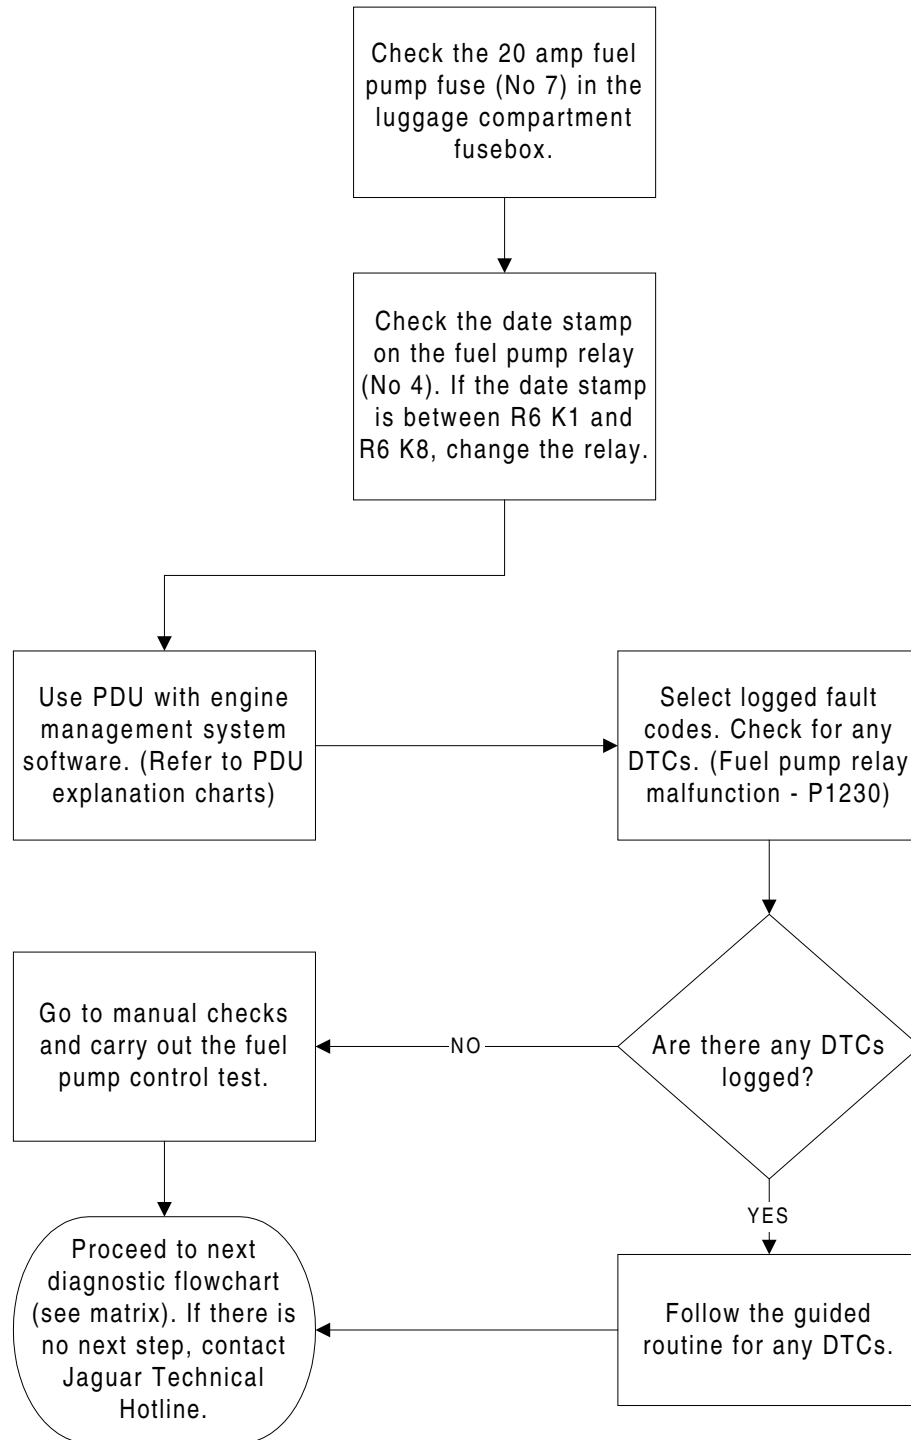 Check the 20 amp fuel
pump fuse (No 7) in the
luggage compartment
fusebox.
Check the date stamp
on the fuel pump relay
(No 4). If the date stamp
is between R6 K1 and
R6 K8, change the relay.
Use PDU with engine
management system
software. (Refer to PDU
explanation charts)
Select logged fault
codes. Check for any
DTCs. (Fuel pump relay
malfunction - P1230)
Are there any DTCs
logged?
NO
Go to manual checks
and carry out the fuel
pump control test.
YES
Follow the guided
routine for any DTCs.
Proceed to next
diagnostic flowchart
(see matrix). If there is
no next step, contact
Jaguar Technical
Hotline.